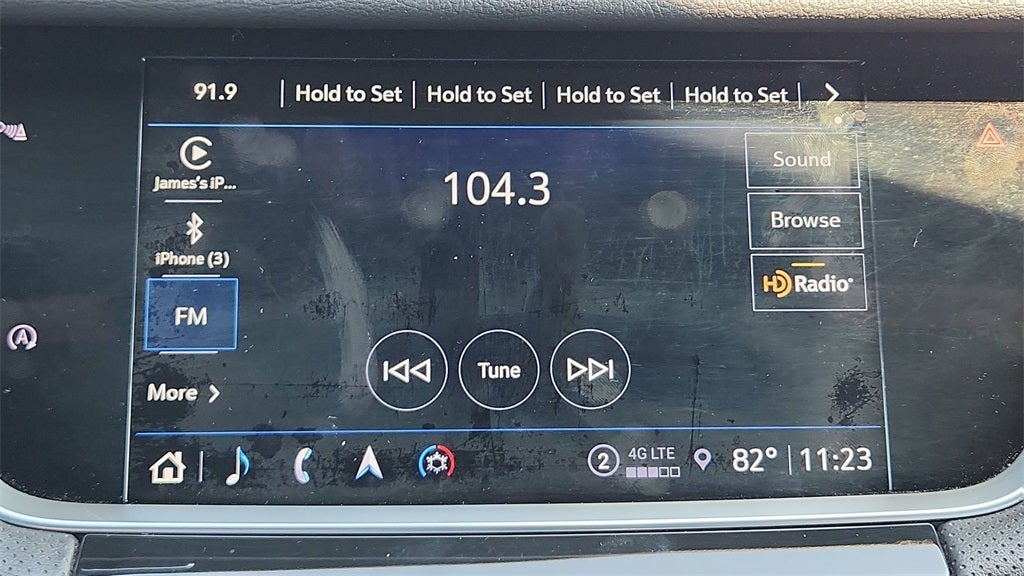 91.9 Hold to Set Hold to Set Hold to Set Hold to Set
James's iP...
104.3
Sound
iPhone (3)
Browse
FM
HD Radio®
Tune
More
A
2 4G LTE 82° 11:23